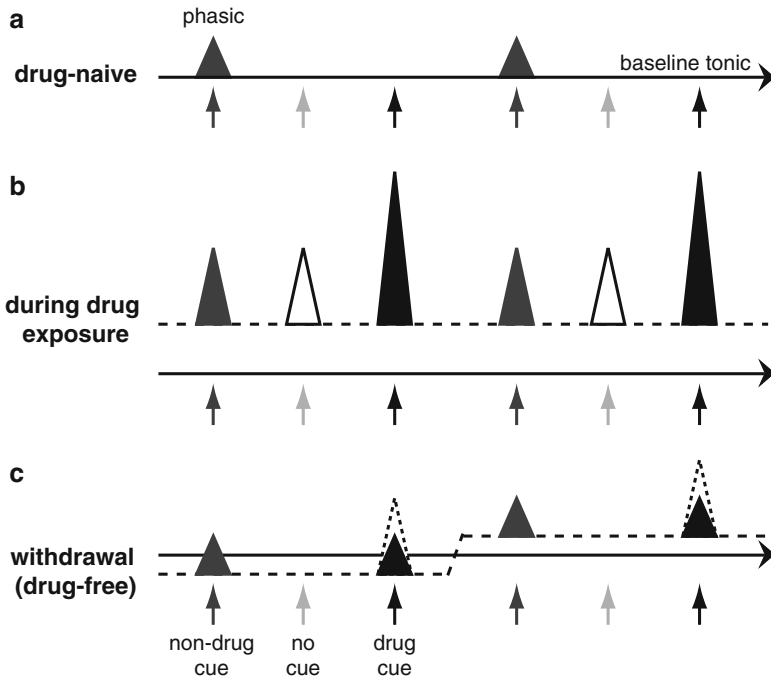 a
phasic
drug-naive
baseline tonic
b
during drug
exposure
c
withdrawal
(drug-free)
non-drug
cue
no
cue
drug
cue